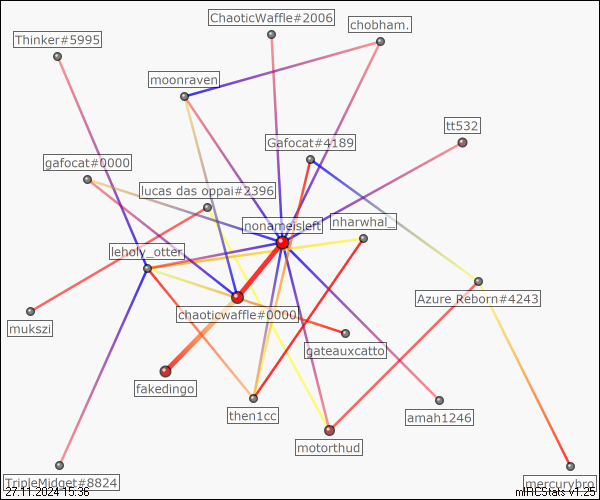 ChaoticWaffle#2006
chobham.
Thinker#5995
moonraven
tt532
Gafocat#4189
gafocat#0000
lucas das oppai#2396
nonameisleft
nharwhal_
leholy_otter
Azure Reborn#4243
chaoticwaffle#0000
mukszi
gateauxcatto
fakedingo
then1cc
amah1246
motorthud
TripleMidget#8824
mercurybro
27.11.2024 15:36
mIRCStats v1.25